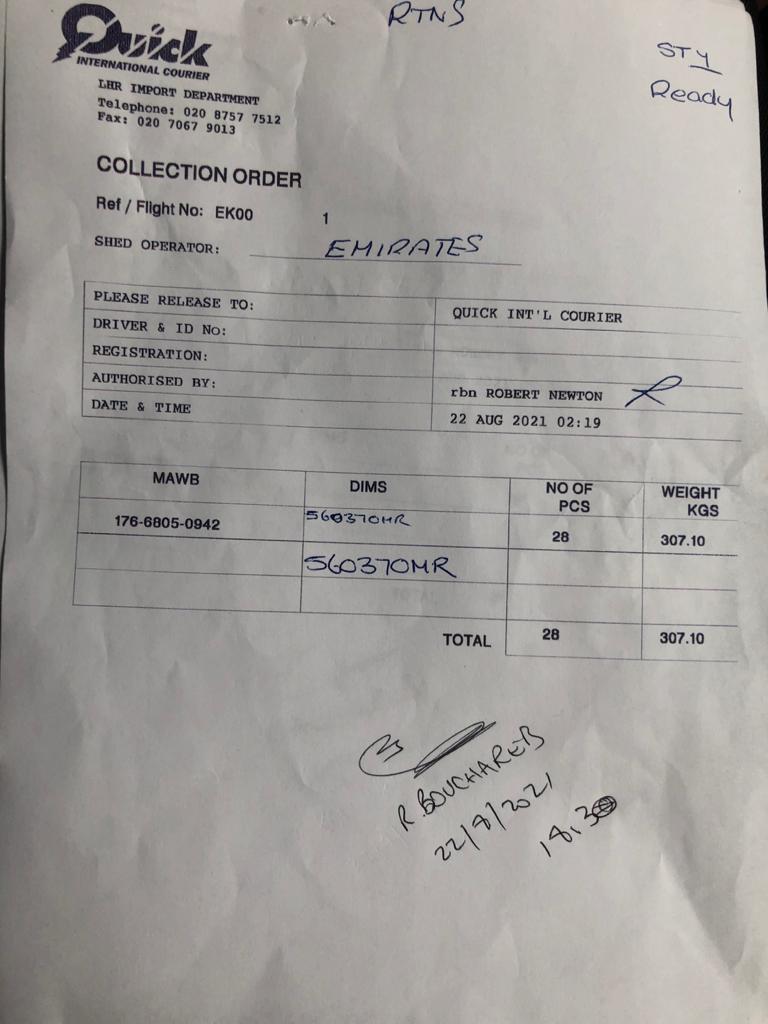 RTNS
STY
Ready
Quick
INTERNATIONAL COURIER
LHR IMPORT DEPARTMENT
Telephone: 020 8757 7512
Fax: 020 7067 9013
COLLECTION ORDER
Ref / Flight No: EK00 1
SHED OPERATOR: EMIRATES
PLEASE RELEASE TO: QUICK INT'L COURIER
DRIVER & ID No:
REGISTRATION:
AUTHORISED BY: rbn ROBERT NEWTON
DATE & TIME 22 AUG 2021 02:19
MAWB DIMS NO OF PCS WEIGHT KGS
176-6805-0942 560370MR 28 307.10
560370MR
TOTAL 28 307.10
R. BOUCHAREB
22/8/2021
18.30